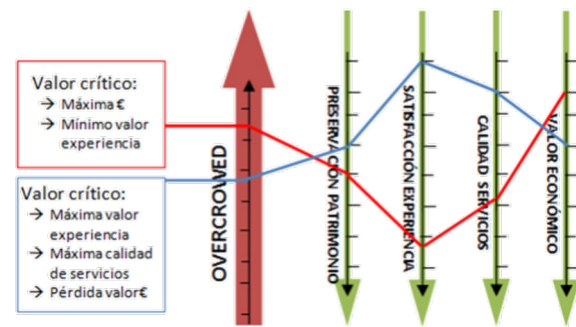 Valor crítico:
→ Máxima €
→ Mínimo valor
experiencia
Valor crítico:
→ Máxima valor
experiencia
→ Máxima calidad
de servicios
→ Pérdida valor€
OVERCROWED
PRESERVACIÓN PATRIMONIO
SATISFACCIÓN EXPERIENCIA
CALIDAD SERVICIOS
VALOR ECONÓMICO